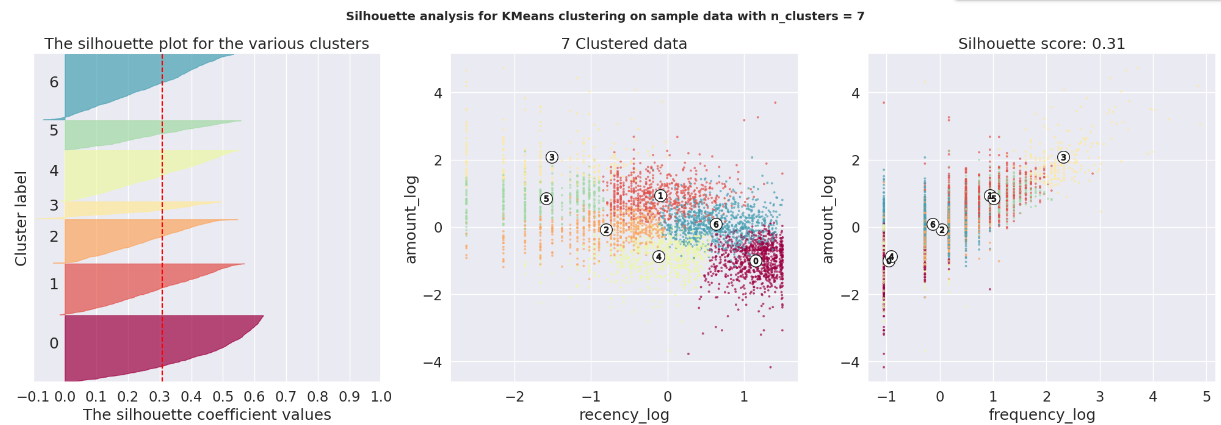 Silhouette analysis for KMeans clustering on sample data with n_clusters = 7
The silhouette plot for the various clusters
Cluster label
6
5
4
3
2
1
0
−0.1 0.0 0.1 0.2 0.3 0.4 0.5 0.6 0.7 0.8 0.9 1.0
The silhouette coefficient values
7 Clustered data
amount_log
4
2
0
−2
−4
3
5
1
2
6
4
0
−2 −1 0 1
recency_log
Silhouette score: 0.31
amount_log
4
2
0
−2
−4
3
1
5
6
2
4
0
−1 0 1 2 3 4 5
frequency_log